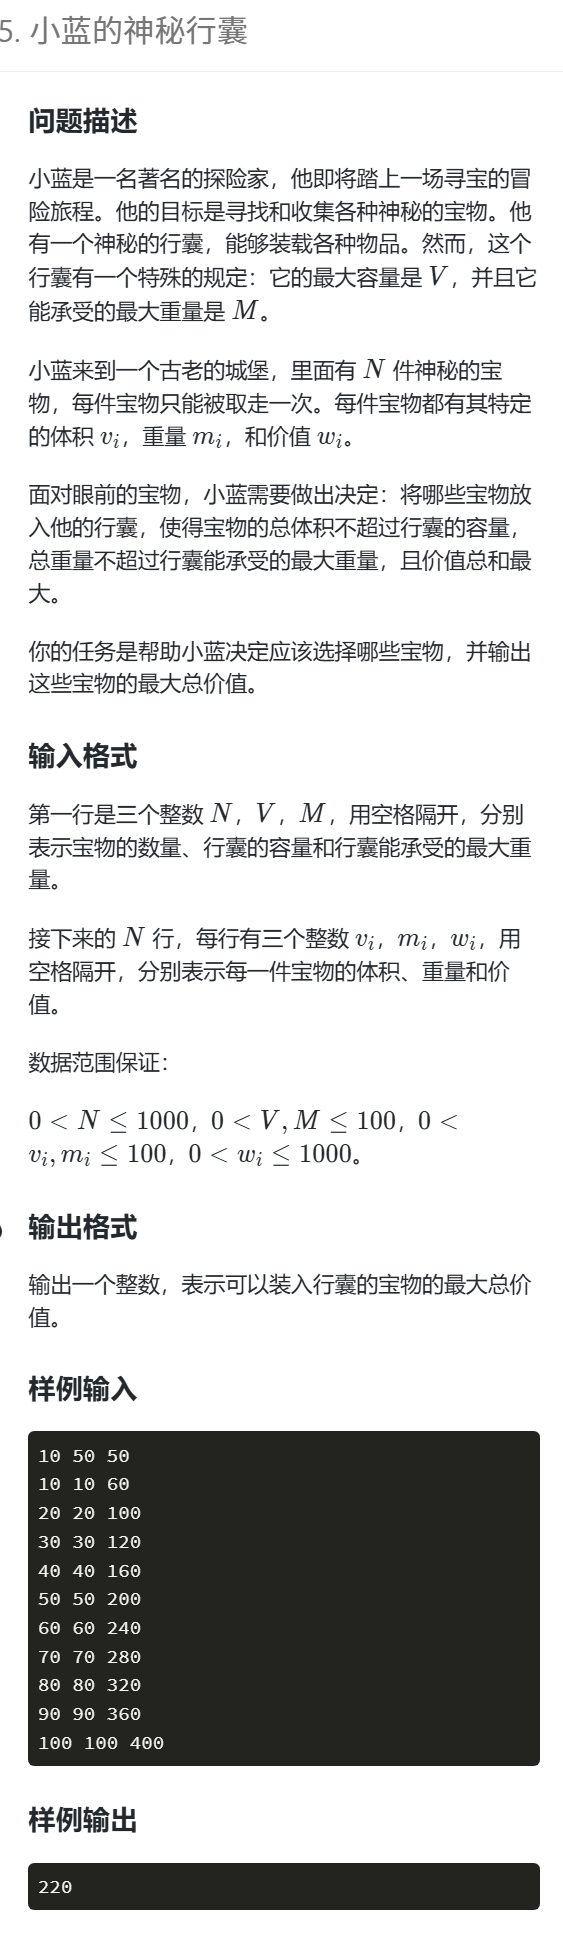 5. 小蓝的神秘行囊
问题描述
小蓝是一名著名的探险家，他即将踏上一场寻宝的冒
险旅程。他的目标是寻找和收集各种神秘的宝物。他
有一个神秘的行囊，能够装载各种物品。然而，这个
行囊有一个特殊的规定：它的最大容量是 V，并且它
能承受的最大重量是 M。
小蓝来到一个古老的城堡，里面有 N 件神秘的宝
物，每件宝物只能被取走一次。每件宝物都有其特定
的体积 v_i，重量 m_i，和价值 w_i。
面对眼前的宝物，小蓝需要做出决定：将哪些宝物放
入他的行囊，使得宝物的总体积不超过行囊的容量，
总重量不超过行囊能承受的最大重量，且价值总和最
大。
你的任务是帮助小蓝决定应该选择哪些宝物，并输出
这些宝物的最大总价值。
输入格式
第一行是三个整数 N，V，M，用空格隔开，分别
表示宝物的数量、行囊的容量和行囊能承受的最大重
量。
接下来的 N 行，每行有三个整数 v_i，m_i，w_i，用
空格隔开，分别表示每一件宝物的体积、重量和价
值。
数据范围保证：
0 < N ≤ 1000，0 < V, M ≤ 100，0 <
v_i, m_i ≤ 100，0 < w_i ≤ 1000。
输出格式
输出一个整数，表示可以装入行囊的宝物的最大总价
值。
样例输入
10 50 50
10 10 60
20 20 100
30 30 120
40 40 160
50 50 200
60 60 240
70 70 280
80 80 320
90 90 360
100 100 400
样例输出
220